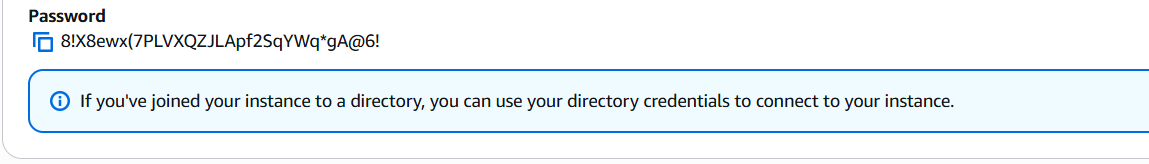 Password
8!X8ewx(7PLVXQZJLApf2SqYWq*gA@6!
If you've joined your instance to a directory, you can use your directory credentials to connect to your instance.